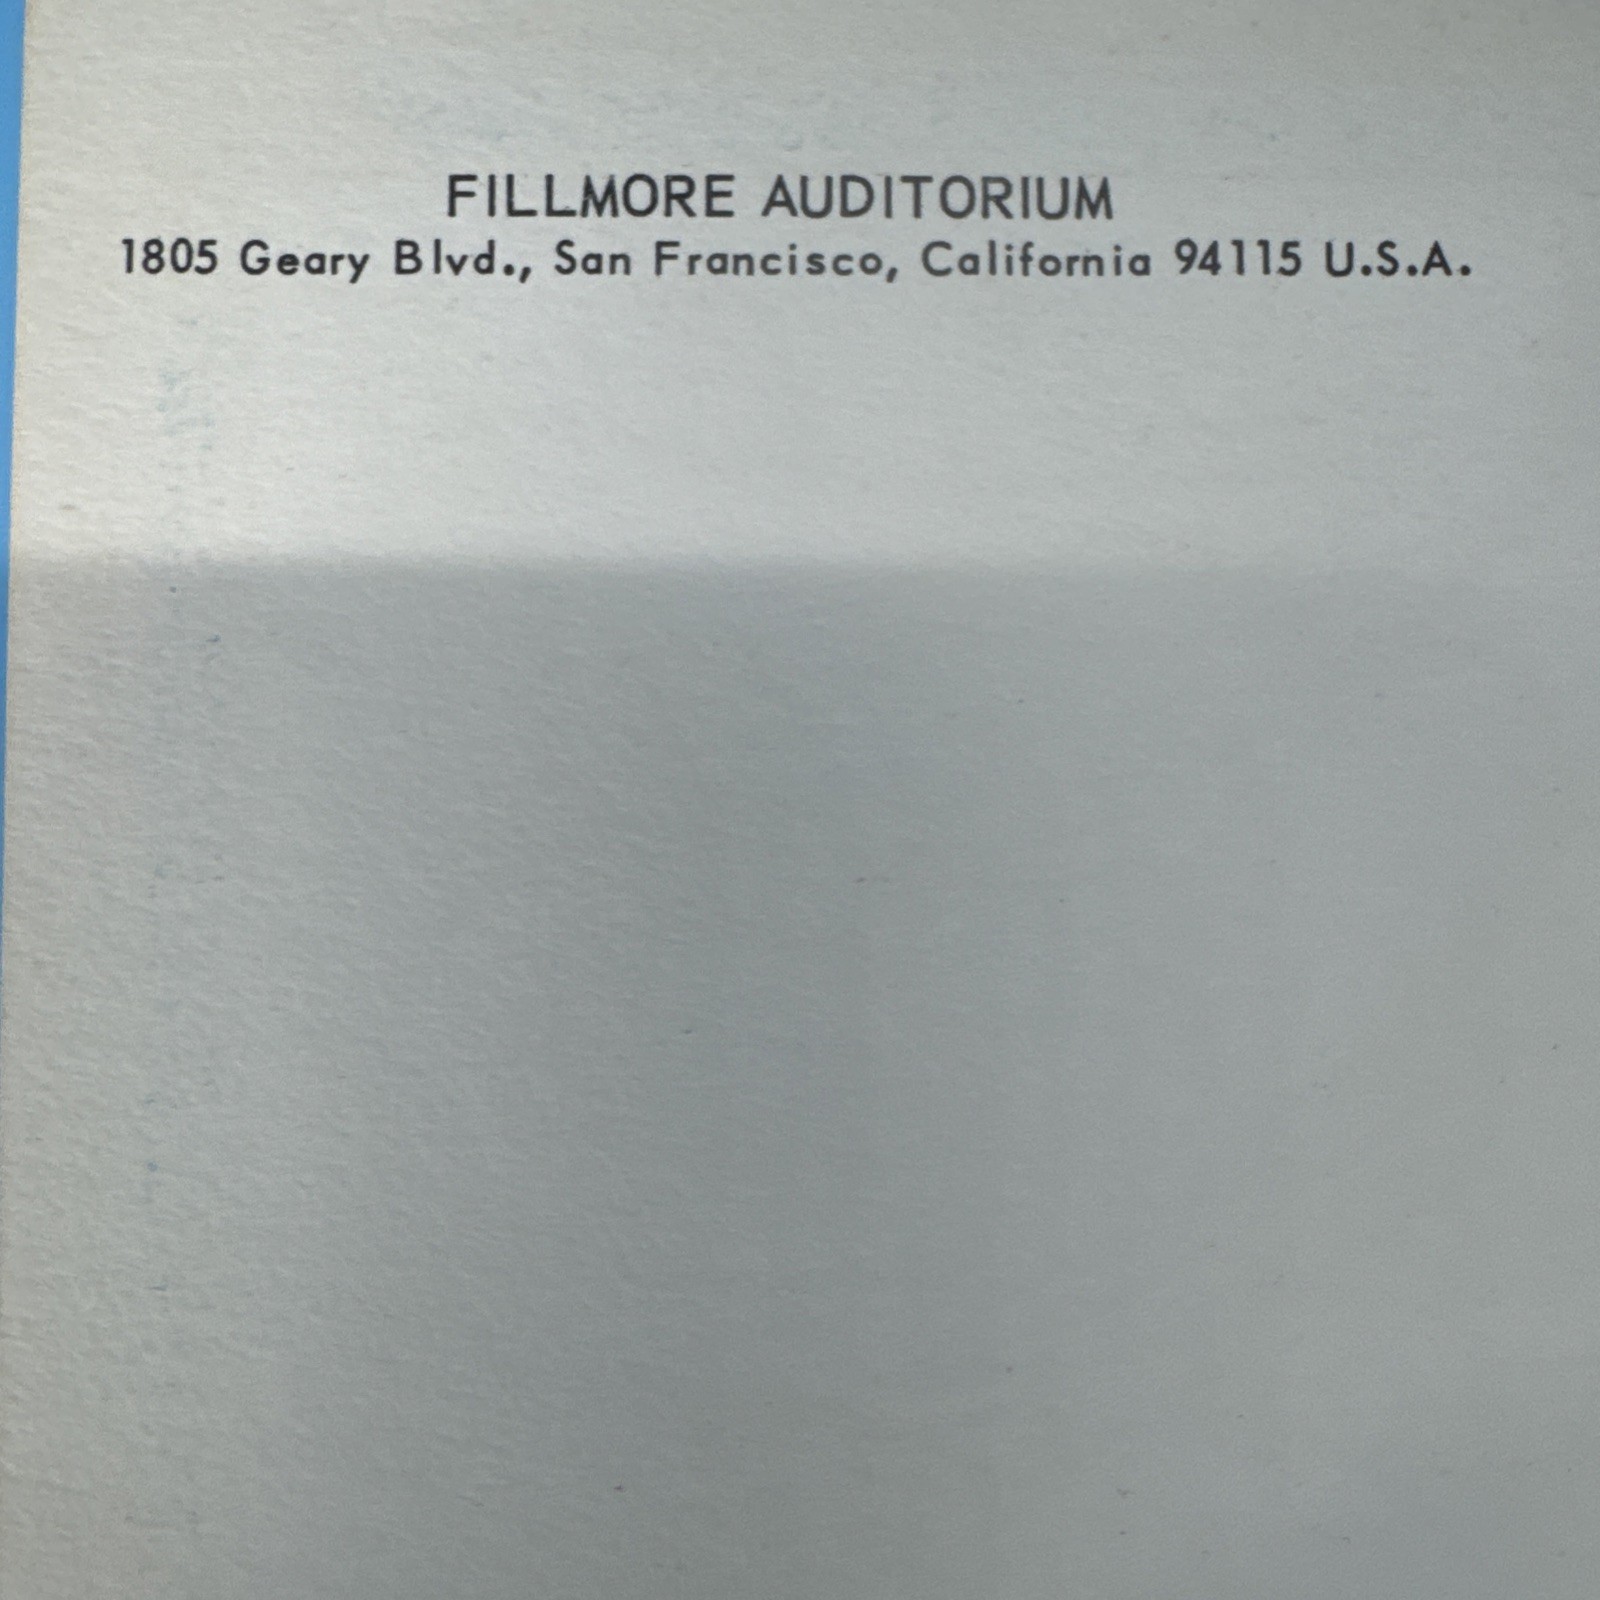 FILLMORE AUDITORIUM
1805 Geary Blvd., San Francisco, California 94115 U.S.A.